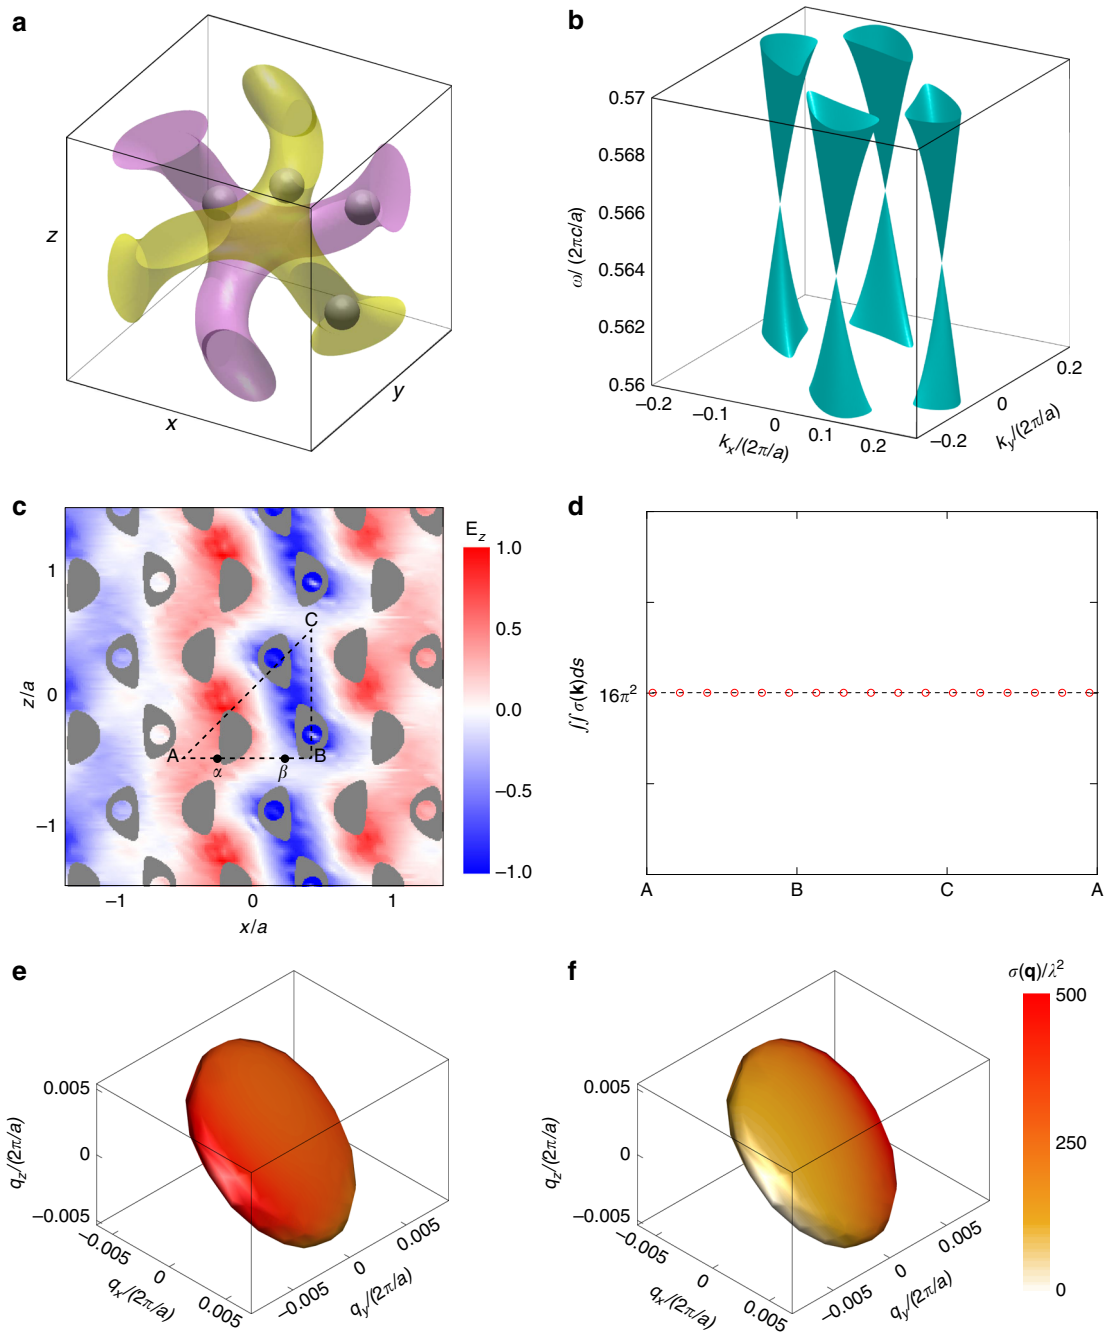 a
z
x
y
b
ω/ (2πc/a)
0.57
0.568
0.566
0.564
0.562
0.56
−0.2
−0.1
0
0.1
0.2
kx/(2π/a)
−0.2
0
0.2
ky/(2π/a)
c
z/a
1
0
−1
−1
0
1
x/a
A
B
C
α
β
Ez
1.0
0.5
0.0
−0.5
−1.0
d
∬ σ(k)ds
16π²
A
B
C
A
e
qz/(2π/a)
0.005
0
−0.005
−0.005
0
0.005
qx/(2π/a)
−0.005
0
0.005
qy/(2π/a)
f
qz/(2π/a)
0.005
0
−0.005
−0.005
0
0.005
qx/(2π/a)
−0.005
0
0.005
qy/(2π/a)
σ(q)/λ²
500
250
0